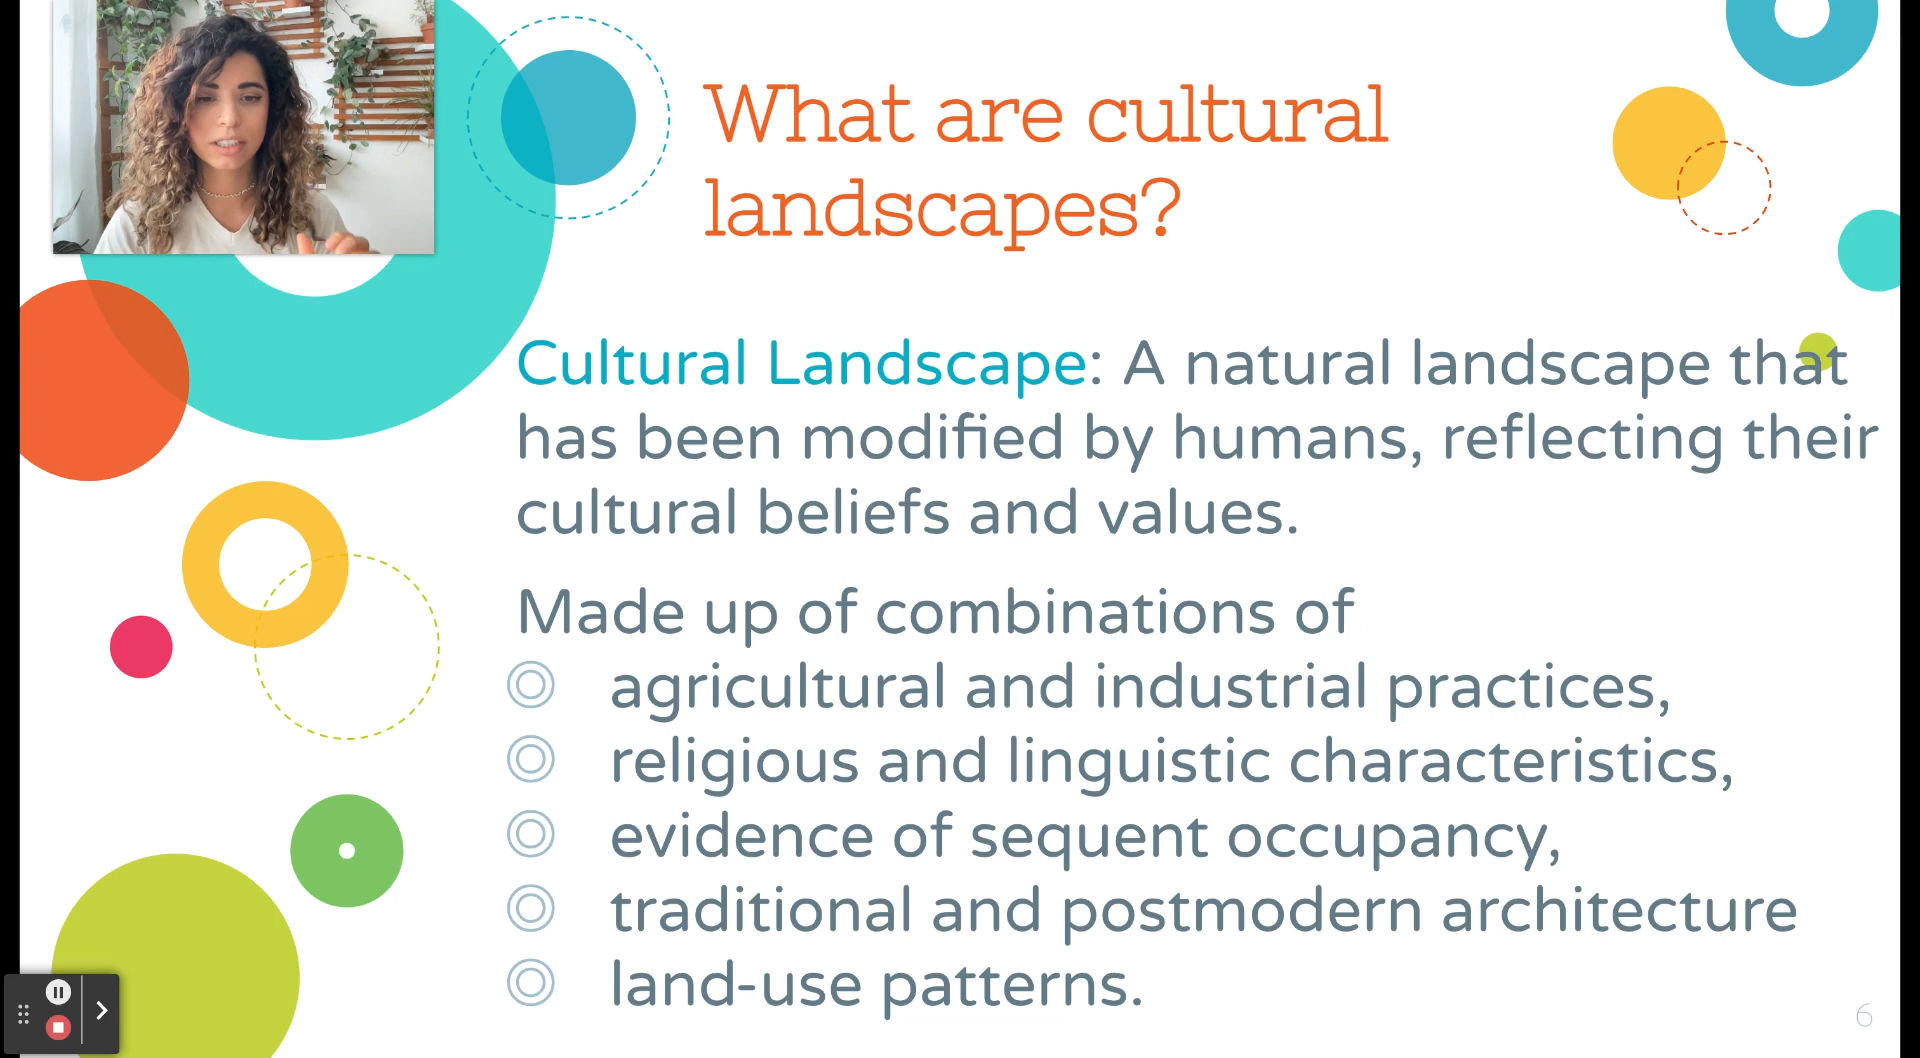 What are cultural
landscapes?
Cultural Landscape: A natural landscape that
has been modified by humans, reflecting their
cultural beliefs and values.
Made up of combinations of
agricultural and industrial practices,
religious and linguistic characteristics,
evidence of sequent occupancy,
traditional and postmodern architecture
land-use patterns.
6